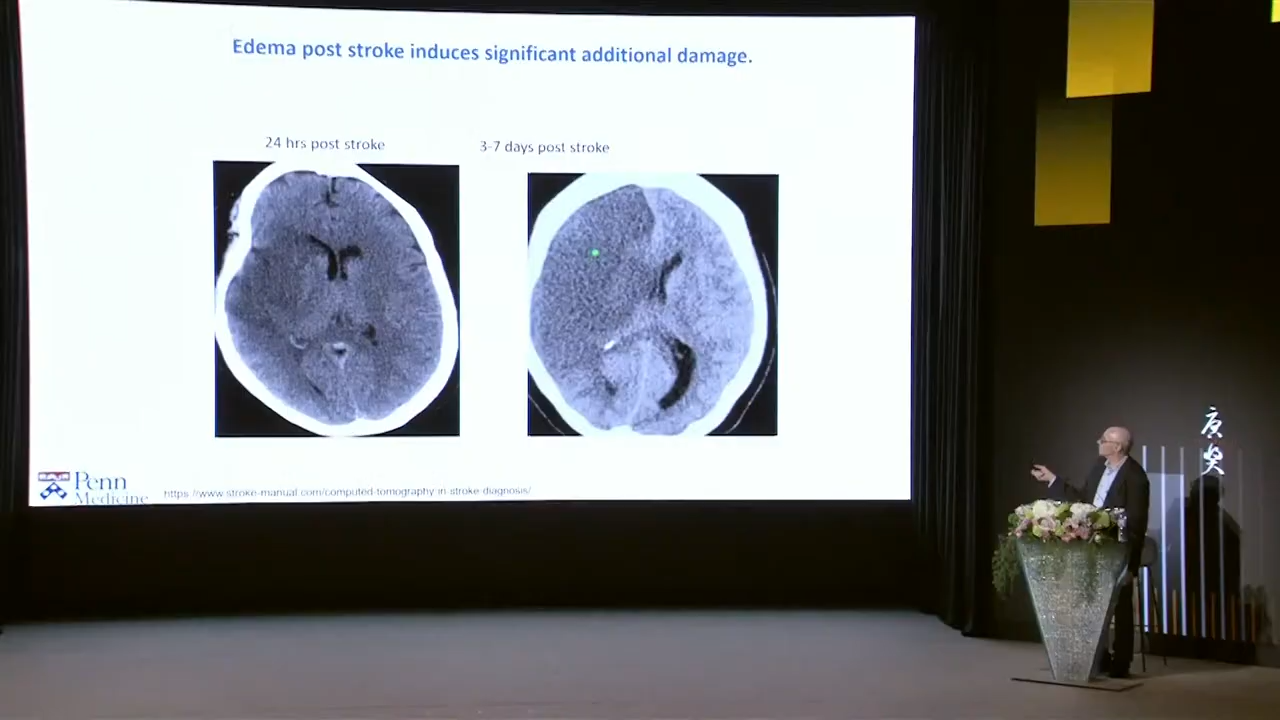 Edema post stroke induces significant additional damage.
24 hrs post stroke
3-7 days post stroke
Penn
Medicine
https://www.stroke-manual.com/computed-tomography-in-stroke-diagnosis/